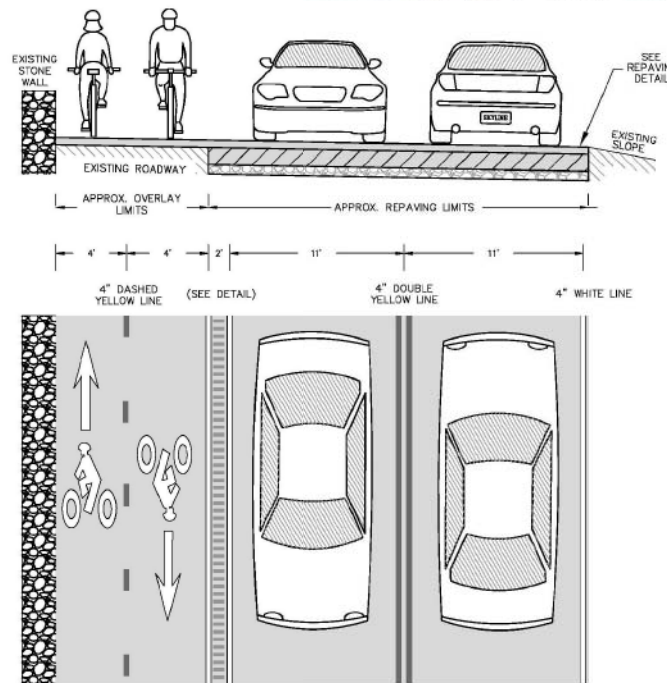 EXISTING
STONE
WALL
SEE
REPAVIN
DETAIL
SKYLINE
EXISTING
SLOPE
EXISTING ROADWAY
APPROX. OVERLAY
LIMITS
APPROX. REPAVING LIMITS
4'
4'
2'
11'
11'
4" DASHED
YELLOW LINE
(SEE DETAIL)
4" DOUBLE
YELLOW LINE
4" WHITE LINE